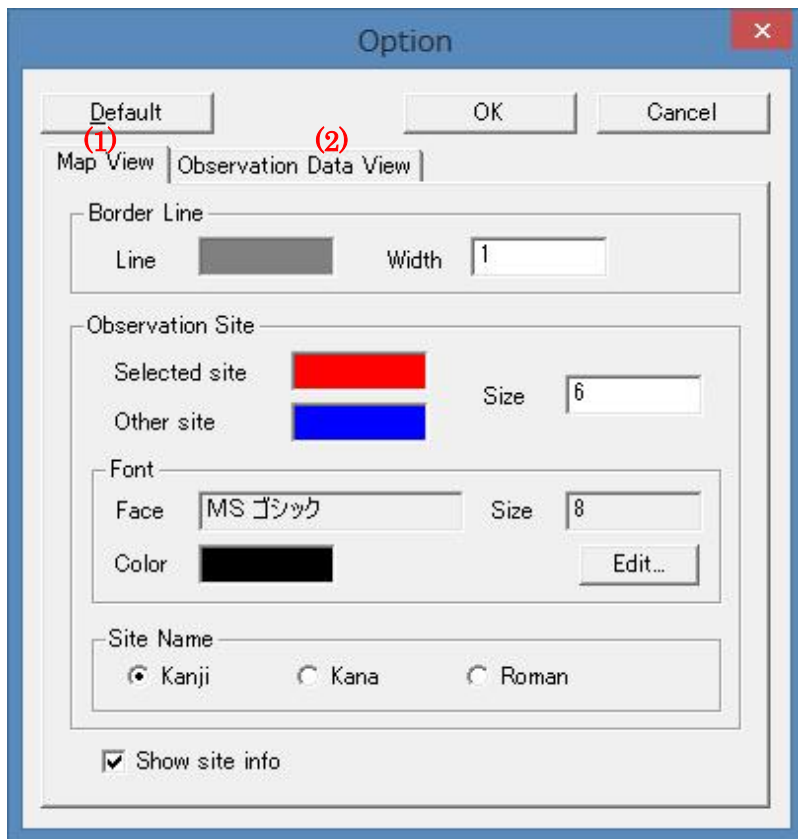 Option
Default OK Cancel
(1) (2)
Map View Observation Data View
Border Line
Line Width 1
Observation Site
Selected site
Size 6
Other site
Font
Face MS ゴシック Size 8
Color Edit...
Site Name
Kanji Kana Roman
Show site info